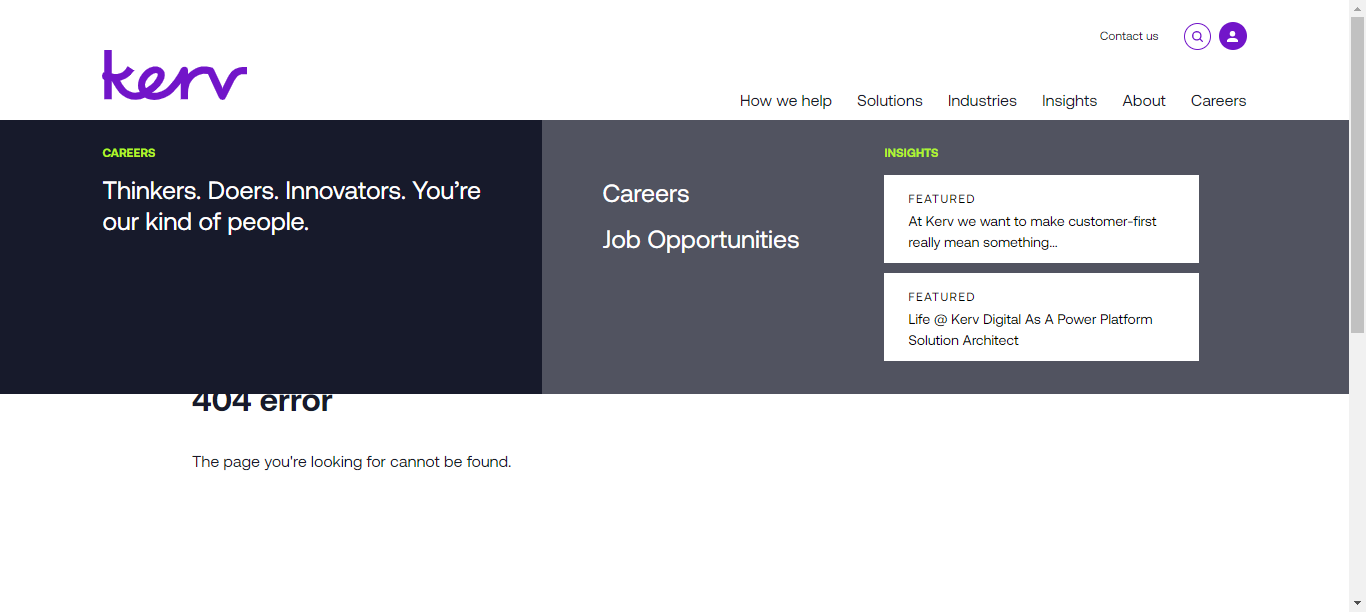 Contact us
kerv
How we help Solutions Industries Insights About Careers
CAREERS
Thinkers. Doers. Innovators. You’re
our kind of people.
Careers
Job Opportunities
INSIGHTS
FEATURED
At Kerv we want to make customer-first
really mean something...
FEATURED
Life @ Kerv Digital As A Power Platform
Solution Architect
404 error
The page you're looking for cannot be found.